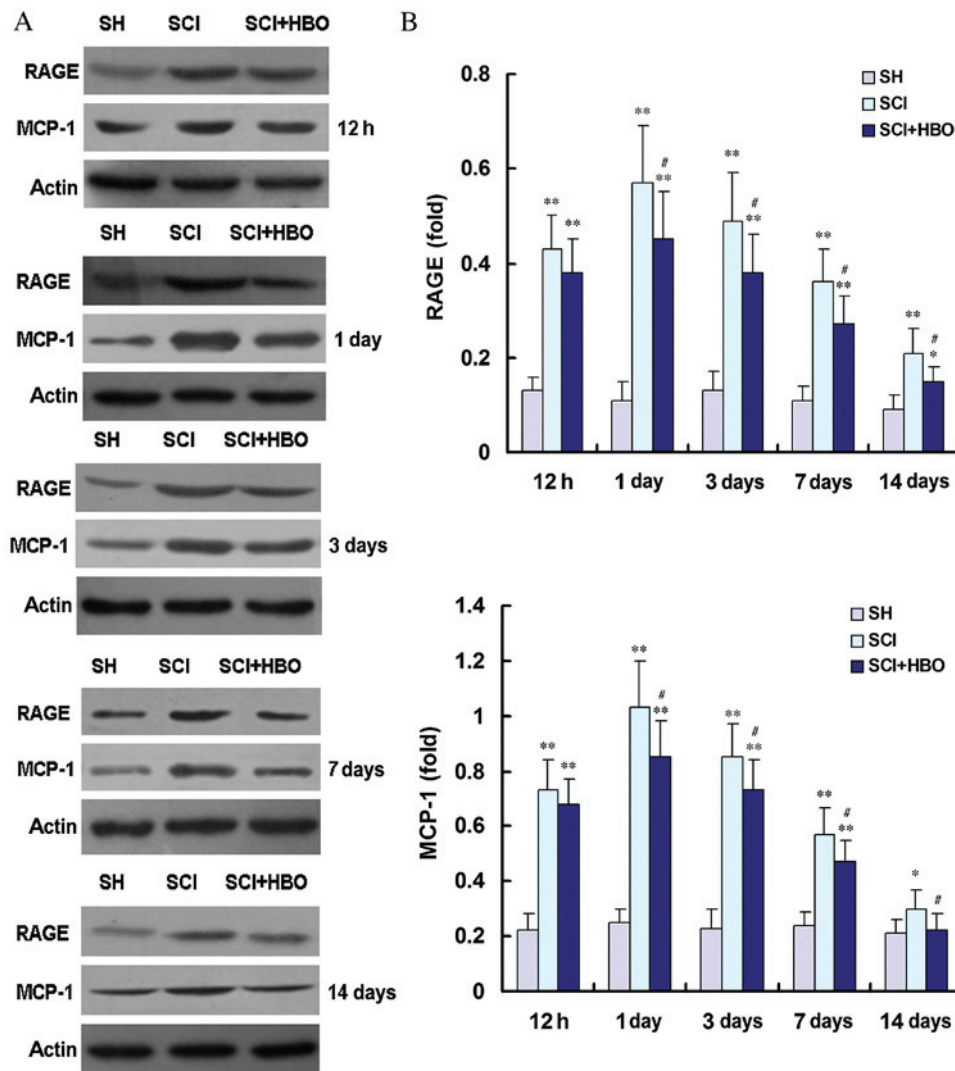 A
SH SCI SCI+HBO
RAGE
MCP-1 12 h
Actin
SH SCI SCI+HBO
RAGE
MCP-1 1 day
Actin
SH SCI SCI+HBO
RAGE
MCP-1 3 days
Actin
SH SCI SCI+HBO
RAGE
MCP-1 7 days
Actin
SH SCI SCI+HBO
RAGE
MCP-1 14 days
Actin
B
RAGE (fold)
0.8
0.6
0.4
0.2
0
SH
SCI
SCI+HBO
** **
** # **
** # **
** # **
** # *
12 h 1 day 3 days 7 days 14 days
MCP-1 (fold)
1.4
1.2
1
0.8
0.6
0.4
0.2
0
SH
SCI
SCI+HBO
** **
** # **
** # **
** # **
* #
12 h 1 day 3 days 7 days 14 days